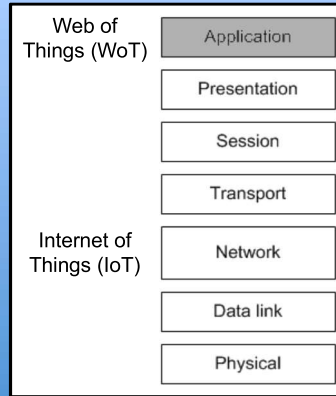 Web of
Things (WoT)
Application
Presentation
Session
Transport
Internet of
Things (IoT)
Network
Data link
Physical